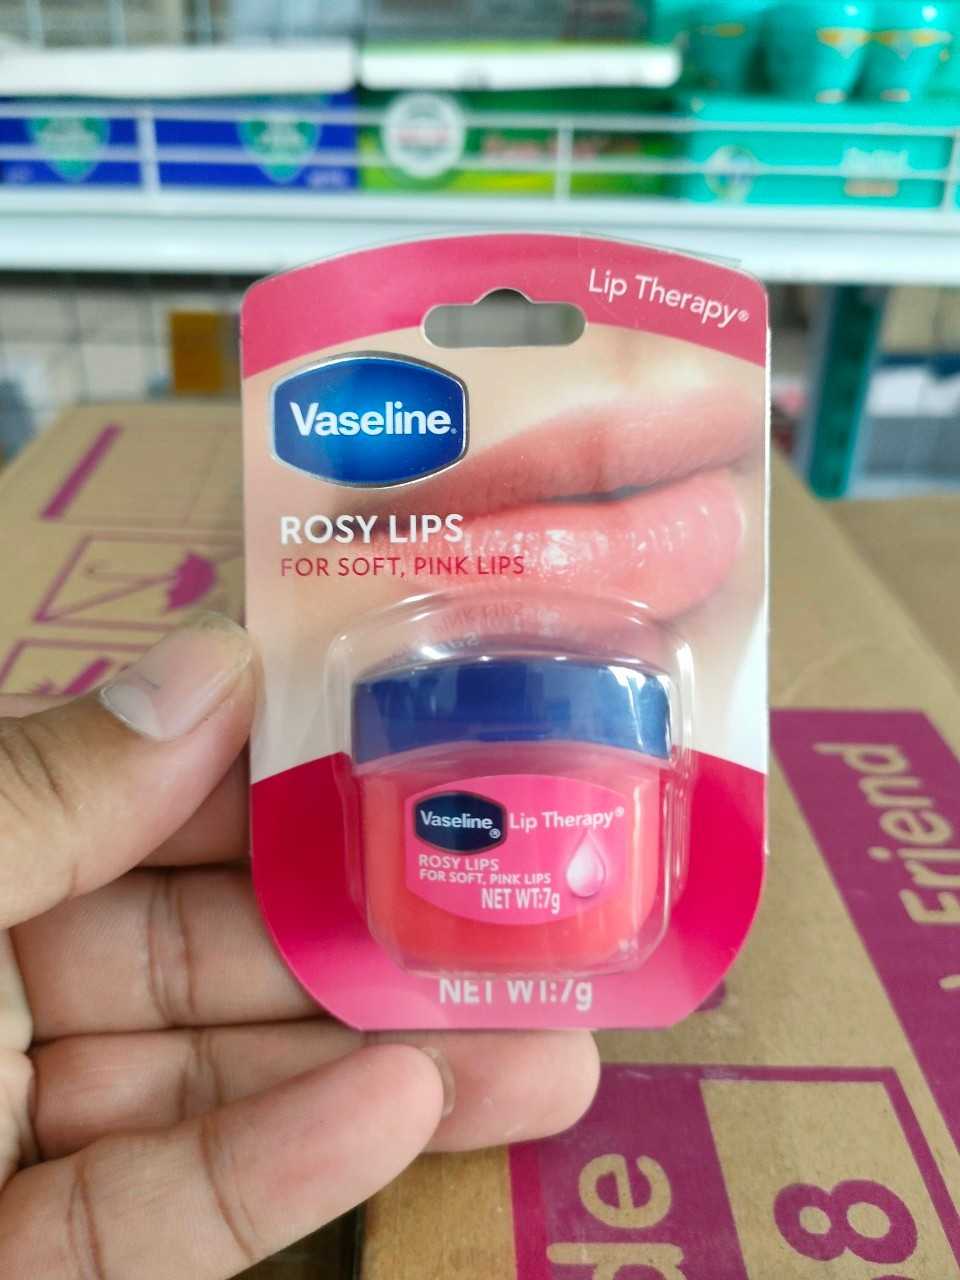 Lip Therapy®
Vaseline®
ROSY LIPS
FOR SOFT, PINK LIPS
Vaseline® Lip Therapy®
ROSY LIPS
FOR SOFT, PINK LIPS
NET WT:7g
NET WT:7g
Friend
8